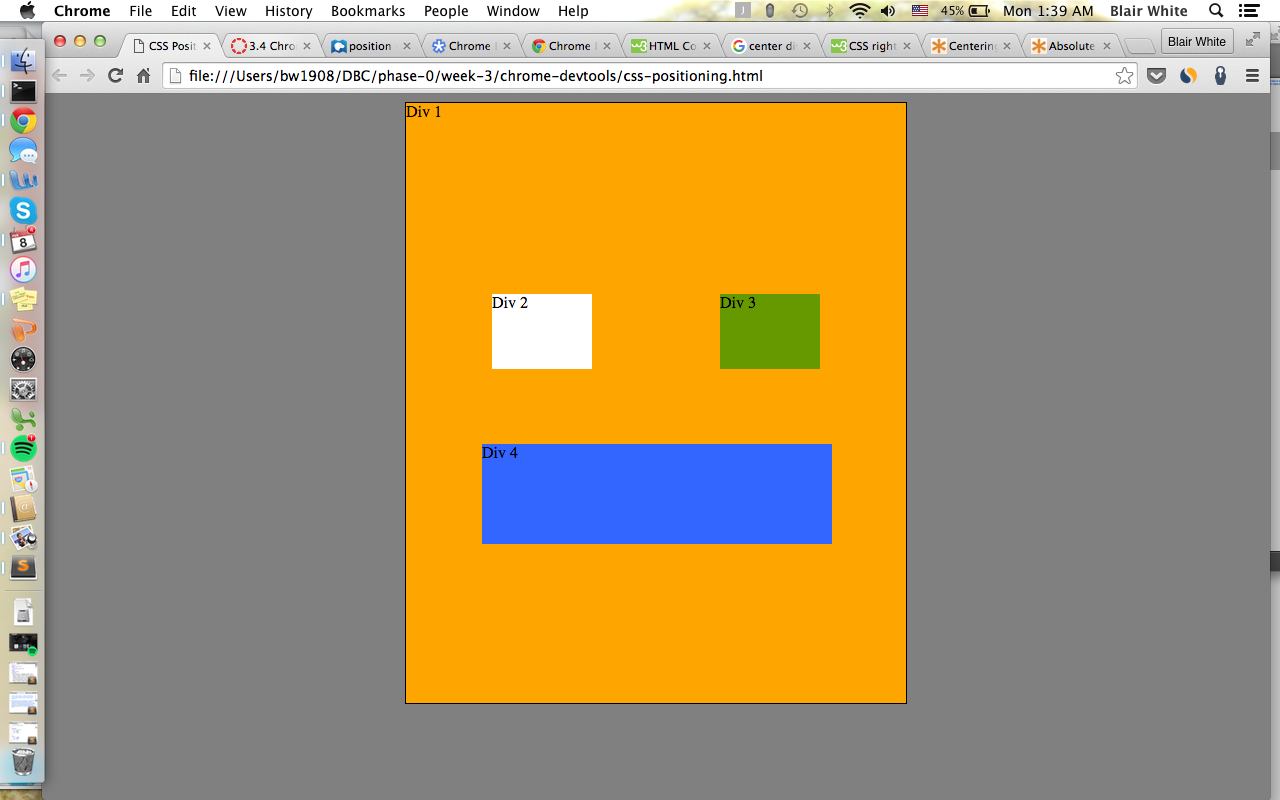 Chrome File Edit View History Bookmarks People Window Help 45% Mon 1:39 AM Blair White
CSS Posit 3.4 Chro position Chrome Chrome HTML Co center di CSS right Centering Absolute Blair White
file:///Users/bw1908/DBC/phase-0/week-3/chrome-devtools/css-positioning.html
Div 1
Div 2 Div 3
Div 4
8